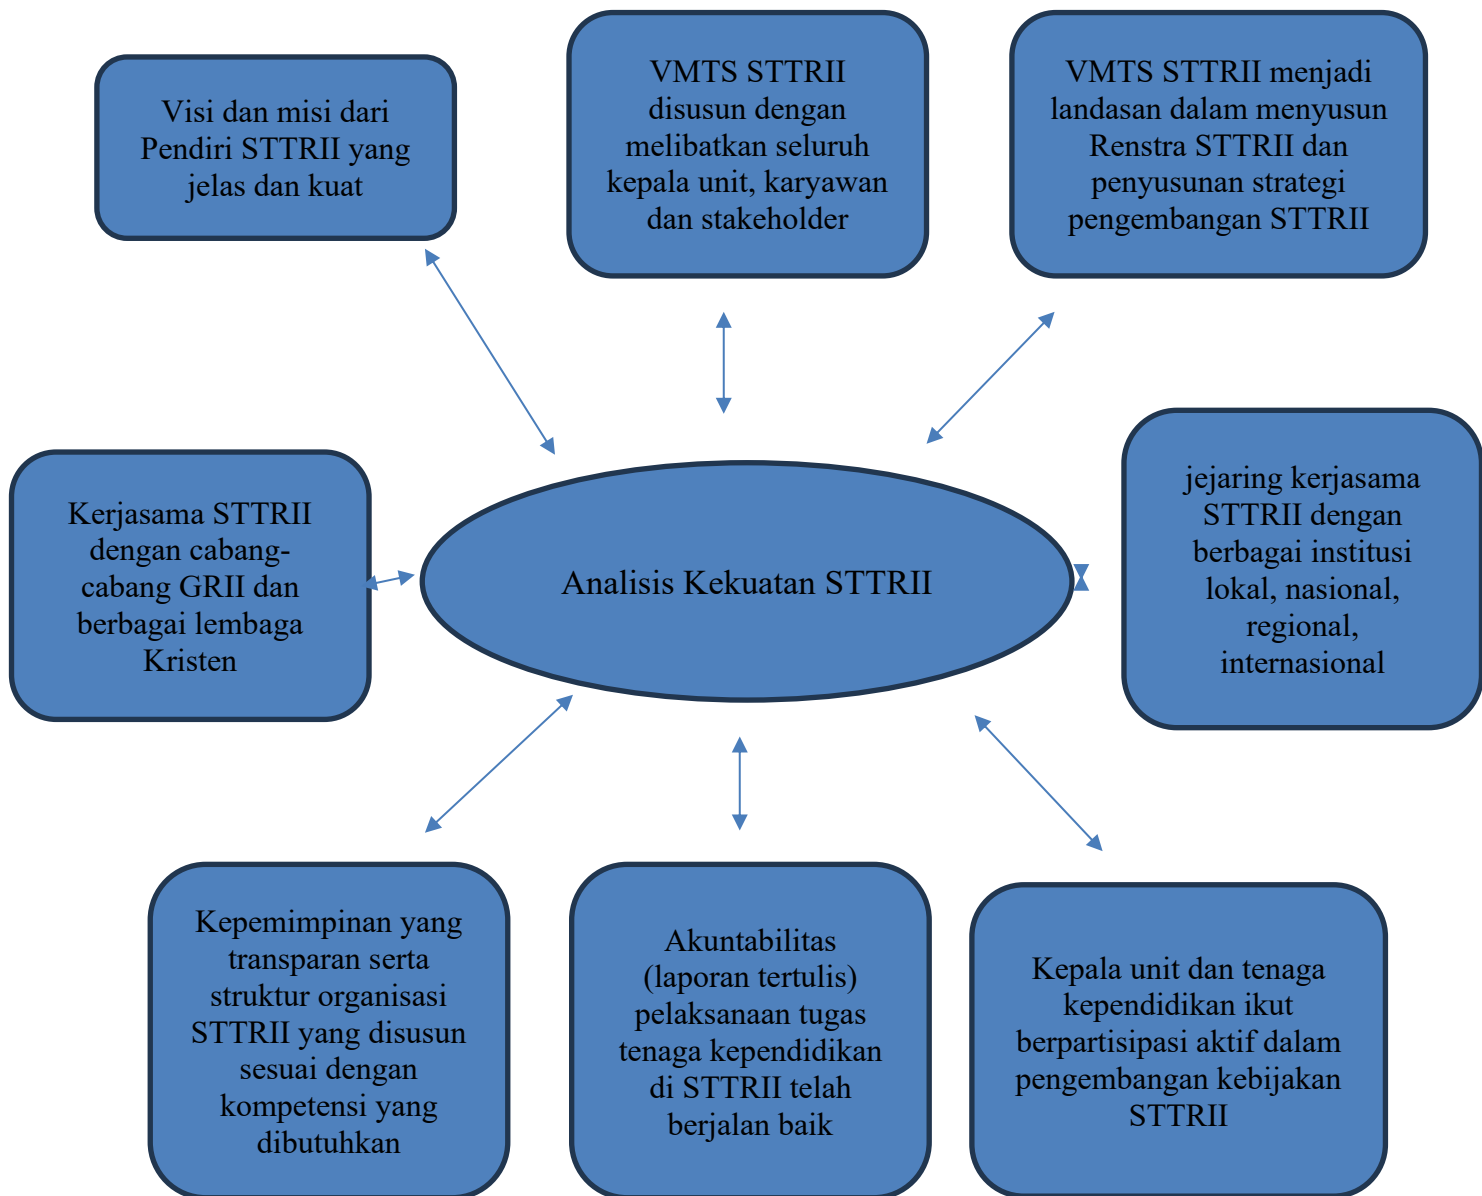 Visi dan misi dari
Pendiri STTRII yang
jelas dan kuat
VMTS STTRII
disusun dengan
melibatkan seluruh
kepala unit, karyawan
dan stakeholder
VMTS STTRII menjadi
landasan dalam menyusun
Renstra STTRII dan
penyusunan strategi
pengembangan STTRII
Kerjasama STTRII
dengan cabang-
cabang GRII dan
berbagai lembaga
Kristen
Analisis Kekuatan STTRII
jejaring kerjasama
STTRII dengan
berbagai institusi
lokal, nasional,
regional,
internasional
Kepemimpinan yang
transparan serta
struktur organisasi
STTRII yang disusun
sesuai dengan
kompetensi yang
dibutuhkan
Akuntabilitas
(laporan tertulis)
pelaksanaan tugas
tenaga kependidikan
di STTRII telah
berjalan baik
Kepala unit dan tenaga
kependidikan ikut
berpartisipasi aktif dalam
pengembangan kebijakan
STTRII